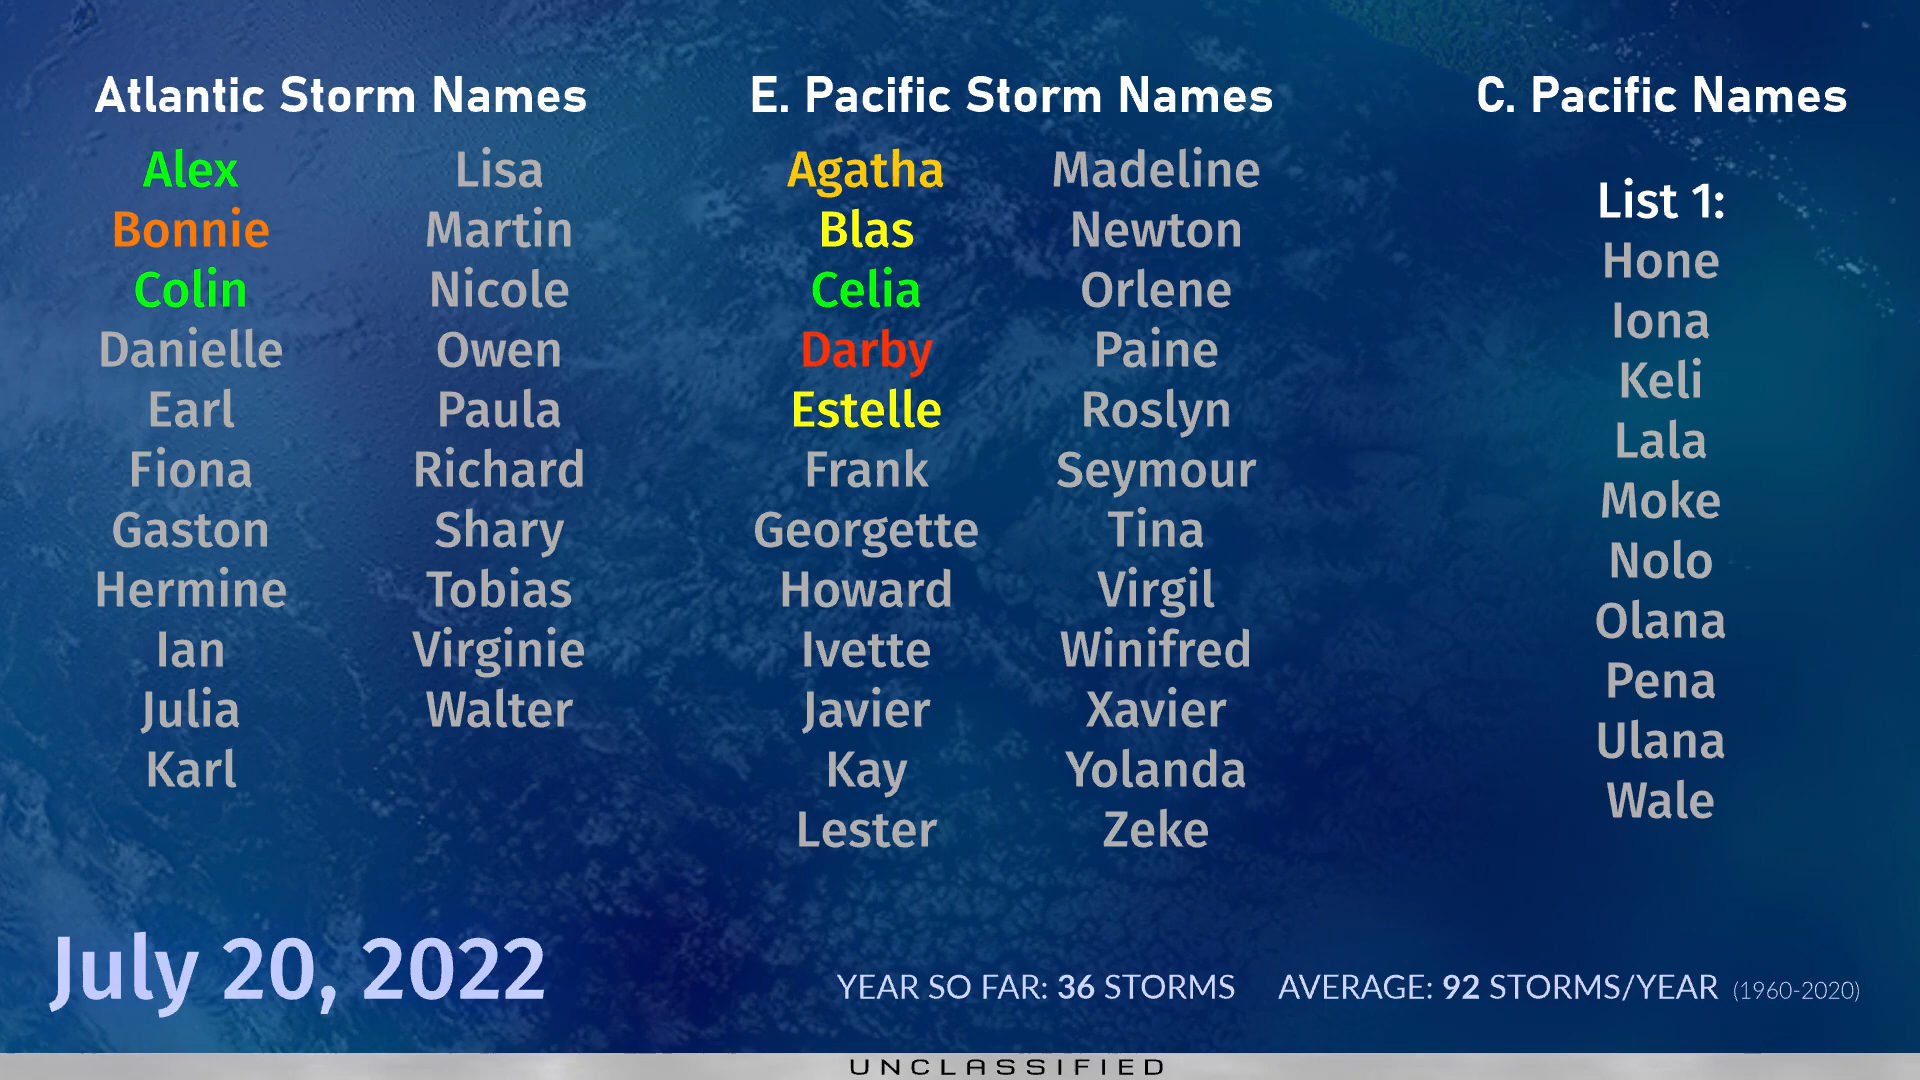 Atlantic Storm Names
Alex
Bonnie
Colin
Danielle
Earl
Fiona
Gaston
Hermine
Ian
Julia
Karl
Lisa
Martin
Nicole
Owen
Paula
Richard
Shary
Tobias
Virginie
Walter
E. Pacific Storm Names
Agatha
Blas
Celia
Darby
Estelle
Frank
Georgette
Howard
Ivette
Javier
Kay
Lester
Madeline
Newton
Orlene
Paine
Roslyn
Seymour
Tina
Virgil
Winifred
Xavier
Yolanda
Zeke
C. Pacific Names
List 1:
Hone
Iona
Keli
Lala
Moke
Nolo
Olana
Pena
Ulana
Wale
July 20, 2022
YEAR SO FAR: 36 STORMS
AVERAGE: 92 STORMS/YEAR (1960-2020)
UNCLASSIFIED